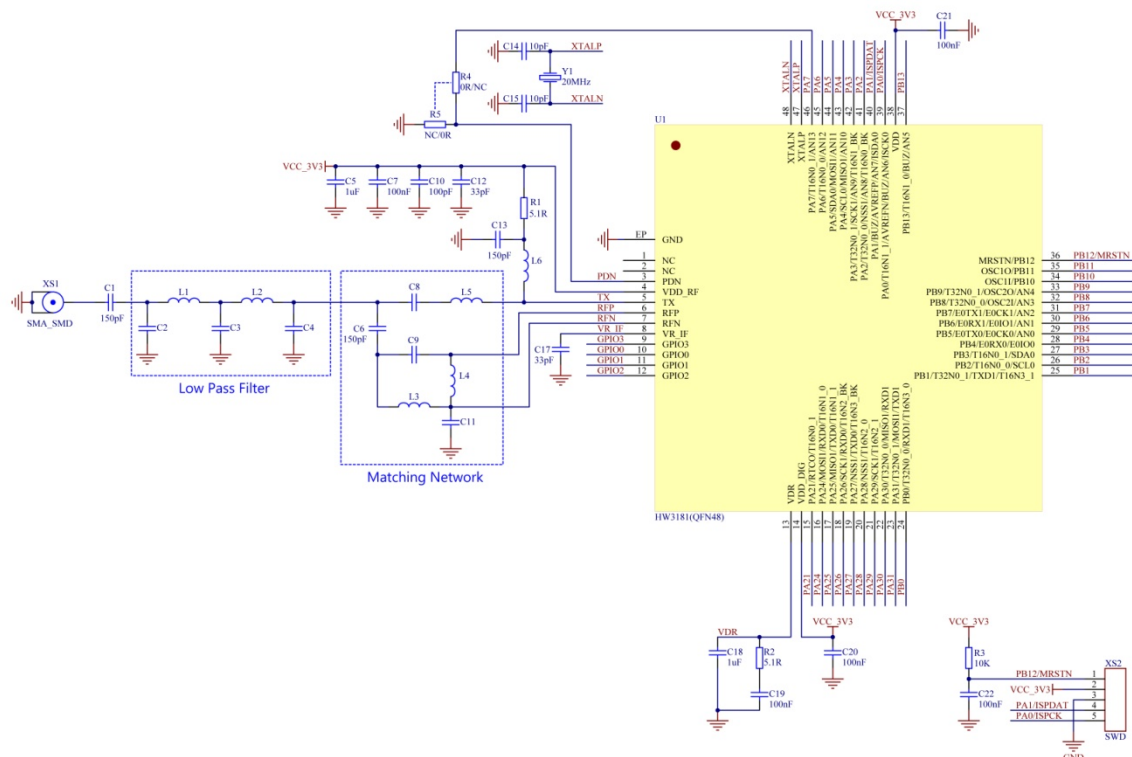 VCC_3V3
C21
100nF
C14
10pF
XTALP
Y1
20MHz
C15
10pF
XTALN
R4
0R/NC
R5
NC/0R
XTALN
XTALP
PA7
PA6
PA5
PA4
PA3
PA2
PA1/ISPDAT
PA0/ISPCK
PB13
48
47
46
45
44
43
42
41
40
39
38
37
U1
XTALN
XTALP
PA7/T16N0_1/AN13
PA6/T16N0_0/AN12
PA5/SDA0/MOSI1/AN11
PA4/SCL0/MISO1/AN10
PA3/T32N0_1/SCK1/AN9/T16N1_BK
PA2/T32N0_0/NSS1/AN8/T16N0_BK
PA1/BUZ/AVREFP/AN7/ISDA0
PA0/T16N1_1/AVREFN/BUZ/AN6/ISCK0
VDD
PB13/T16N1_0/BUZ/AN5
VCC_3V3
C5
1uF
C7
100nF
C10
100pF
C12
33pF
R1
5.1R
C13
150pF
L6
EP
GND
1
NC
2
NC
PDN
3
PDN
4
VDD_RF
TX
5
TX
RFP
6
RFP
RFN
7
RFN
VR_IF
8
VR_IF
GPIO3
9
GPIO3
GPIO0
10
GPIO0
GPIO1
11
GPIO1
GPIO2
12
GPIO2
MRSTN/PB12
36
PB12/MRSTN
OSC1O/PB11
35
PB11
OSC1I/PB10
34
PB10
PB9/T32N0_1/OSC2O/AN4
33
PB9
PB8/T32N0_0/OSC2I/AN3
32
PB8
PB7/E0TX1/E0CK1/AN2
31
PB7
PB6/E0RX1/E0IO1/AN1
30
PB6
PB5/E0TX0/E0CK0/AN0
29
PB5
PB4/E0RX0/E0IO0
28
PB4
PB3/T16N0_1/SDA0
27
PB3
PB2/T16N0_0/SCL0
26
PB2
PB1/T32N0_1/TXD1/T16N3_1
25
PB1
XS1
SMA_SMD
C1
150pF
L1
L2
C2
C3
C4
Low Pass Filter
C8
L5
C6
150pF
C9
L4
L3
C11
Matching Network
C17
33pF
VDR
VDD_DIG
PA21/RTCO/T16N0_1
PA24/MOSI1/RXD0/T16N1_0
PA25/MISO1/TXD0/T16N1_1
PA26/SCK1/RXD0/T16N2_BK
PA27/NSS1/TXD0/T16N3_BK
PA28/NSS1/T16N2_0
PA29/SCK1/T16N2_1
PA30/T32N0_0/MISO1/RXD1
PA31/T32N0_1/MOSI1/TXD1
PB0/T32N0_0/RXD1/T16N3_0
HW3181(QFN48)
13
14
15
16
17
18
19
20
21
22
23
24
PA21
PA24
PA25
PA26
PA27
PA28
PA29
PA30
PA31
PB0
VDR
C18
1uF
R2
5.1R
C19
100nF
VCC_3V3
C20
100nF
VCC_3V3
R3
10K
C22
100nF
PB12/MRSTN
VCC_3V3
PA1/ISPDAT
PA0/ISPCK
XS2
1
2
3
4
5
SWD
GND